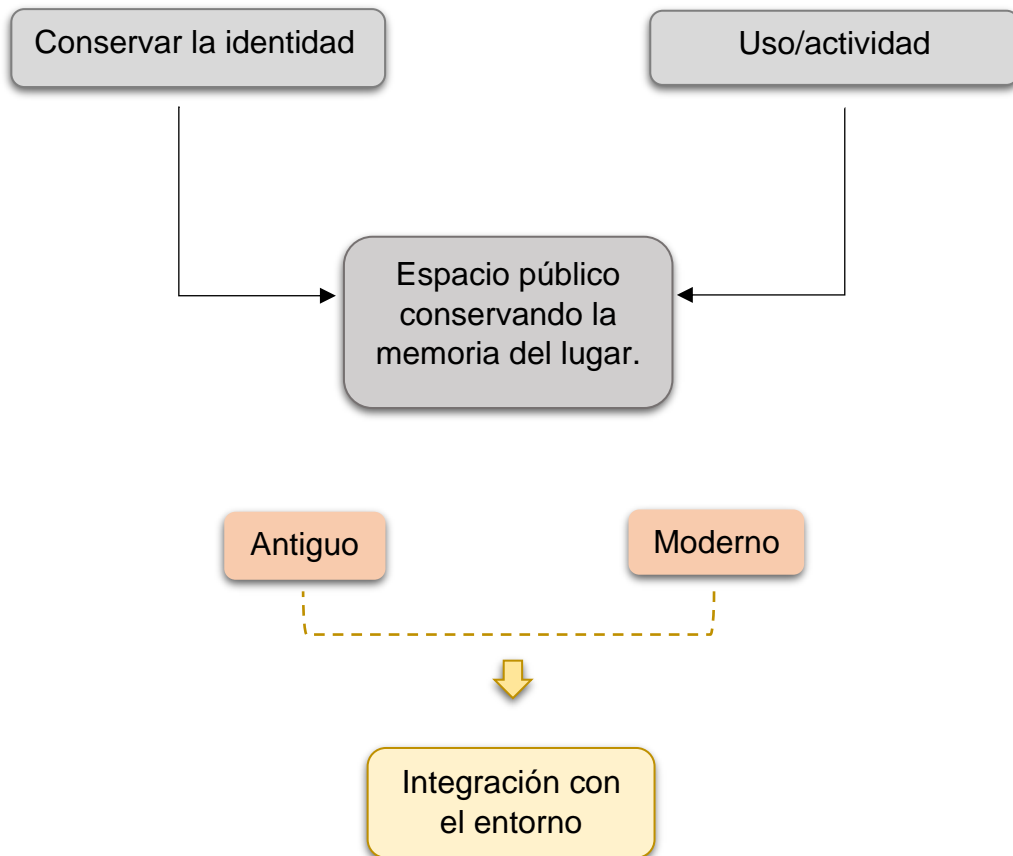 Conservar la identidad
Uso/actividad
Espacio público
conservando la
memoria del lugar.
Antiguo
Moderno
Integración con
el entorno